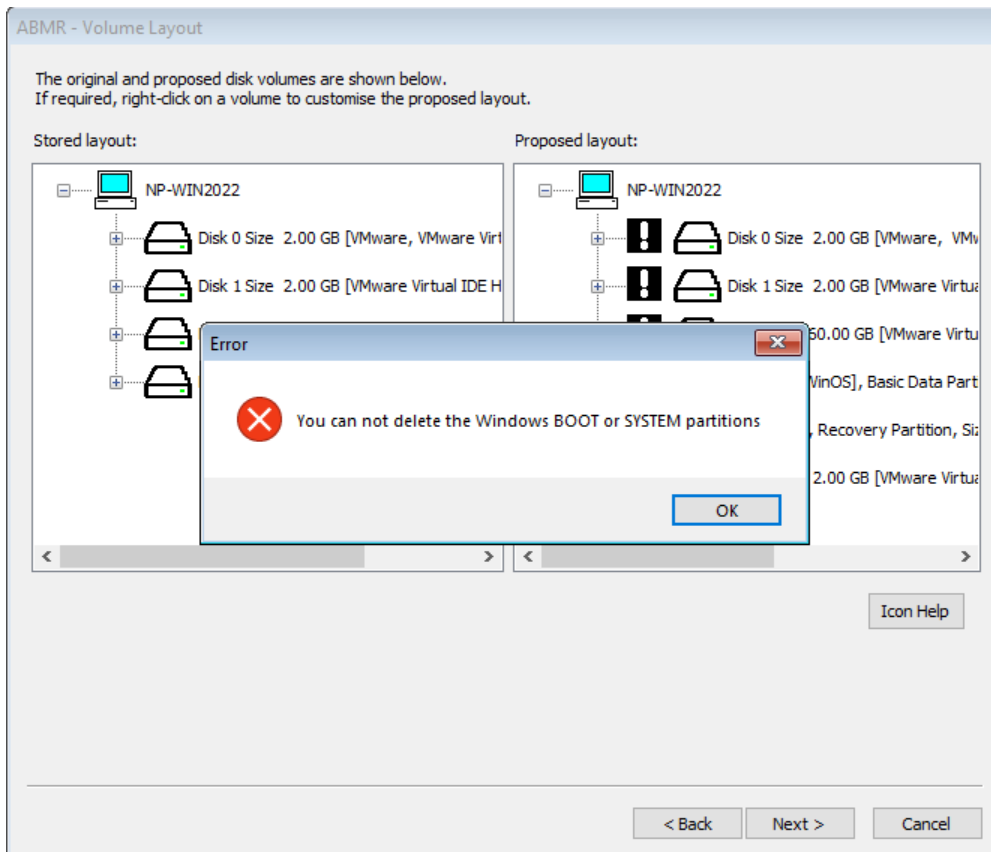 ABMR - Volume Layout
The original and proposed disk volumes are shown below.
If required, right-click on a volume to customise the proposed layout.
Stored layout:
NP-WIN2022
Disk 0 Size 2.00 GB [VMware, VMware Virt
Disk 1 Size 2.00 GB [VMware Virtual IDE H
Proposed layout:
NP-WIN2022
Disk 0 Size 2.00 GB [VMware, VMw
Disk 1 Size 2.00 GB [VMware Virtua
60.00 GB [VMware Virtu
WinOS], Basic Data Part
, Recovery Partition, Siz
2.00 GB [VMware Virtua
Error
You can not delete the Windows BOOT or SYSTEM partitions
OK
Icon Help
< Back
Next >
Cancel